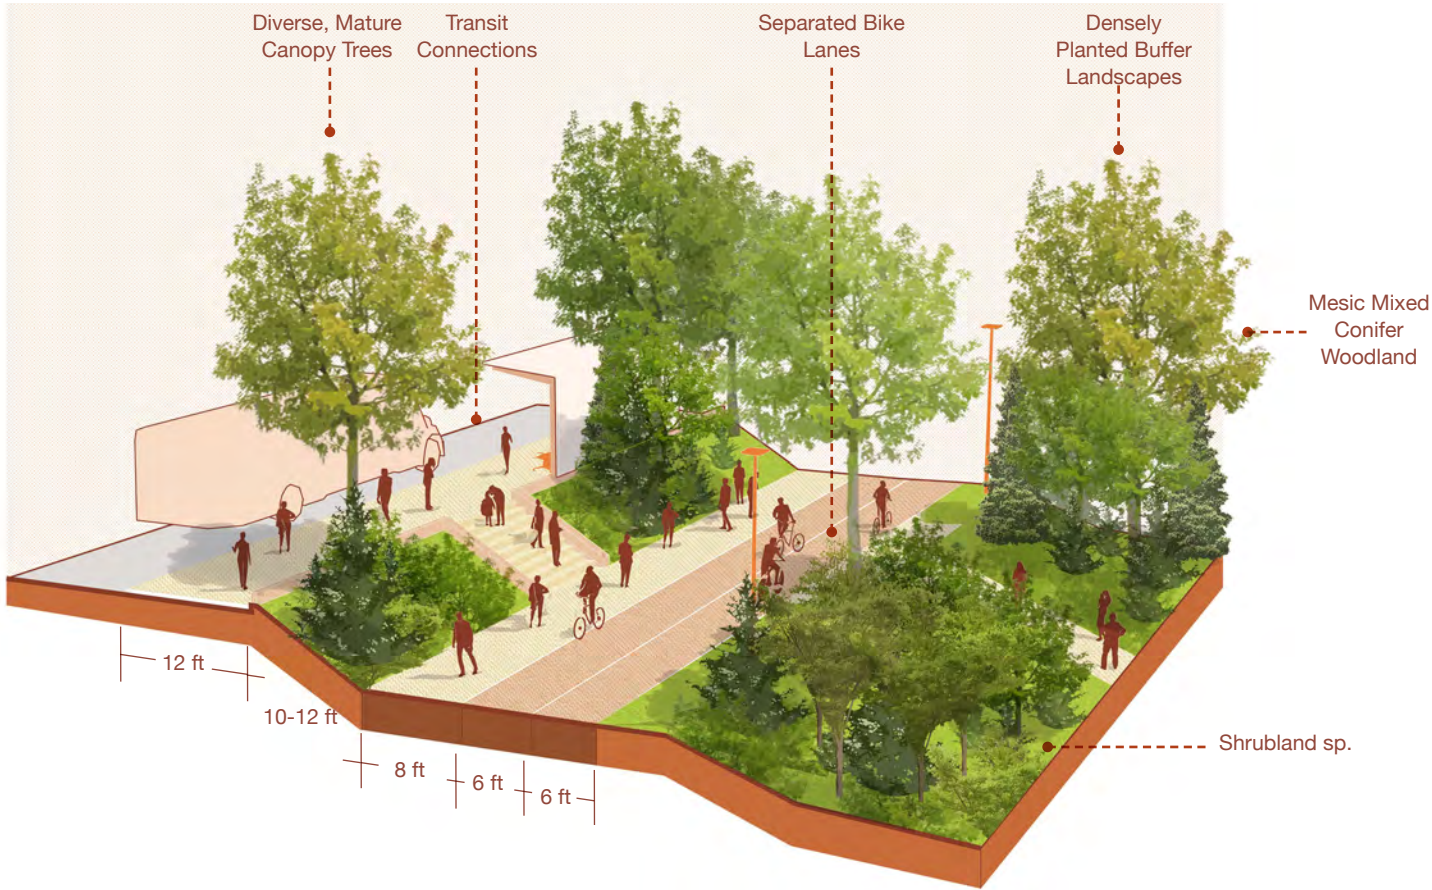 Diverse, Mature
Canopy Trees
Transit
Connections
Separated Bike
Lanes
Densely
Planted Buffer
Landscapes
Mesic Mixed
Conifer
Woodland
12 ft
10-12 ft
8 ft
6 ft
6 ft
Shrubland sp.